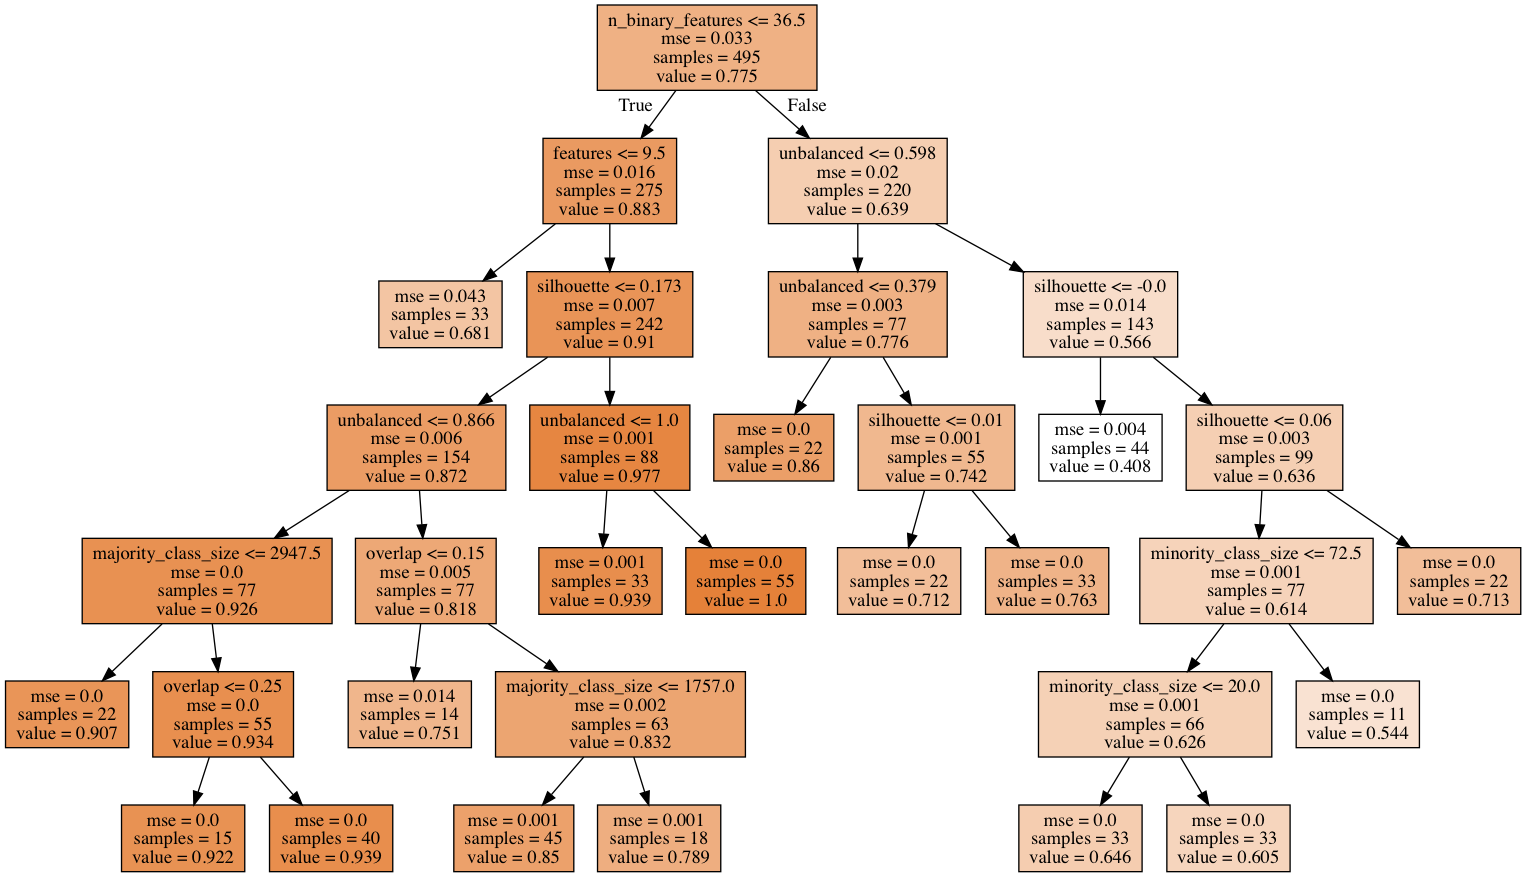 n_binary_features <= 36.5
mse = 0.033
samples = 495
value = 0.775
True
False
features <= 9.5
mse = 0.016
samples = 275
value = 0.883
unbalanced <= 0.598
mse = 0.02
samples = 220
value = 0.639
mse = 0.043
samples = 33
value = 0.681
silhouette <= 0.173
mse = 0.007
samples = 242
value = 0.91
unbalanced <= 0.379
mse = 0.003
samples = 77
value = 0.776
silhouette <= -0.0
mse = 0.014
samples = 143
value = 0.566
unbalanced <= 0.866
mse = 0.006
samples = 154
value = 0.872
unbalanced <= 1.0
mse = 0.001
samples = 88
value = 0.977
mse = 0.0
samples = 22
value = 0.86
silhouette <= 0.01
mse = 0.001
samples = 55
value = 0.742
mse = 0.004
samples = 44
value = 0.408
silhouette <= 0.06
mse = 0.003
samples = 99
value = 0.636
majority_class_size <= 2947.5
mse = 0.0
samples = 77
value = 0.926
overlap <= 0.15
mse = 0.005
samples = 77
value = 0.818
mse = 0.001
samples = 33
value = 0.939
mse = 0.0
samples = 55
value = 1.0
mse = 0.0
samples = 22
value = 0.712
mse = 0.0
samples = 33
value = 0.763
minority_class_size <= 72.5
mse = 0.001
samples = 77
value = 0.614
mse = 0.0
samples = 22
value = 0.713
mse = 0.0
samples = 22
value = 0.907
overlap <= 0.25
mse = 0.0
samples = 55
value = 0.934
mse = 0.014
samples = 14
value = 0.751
majority_class_size <= 1757.0
mse = 0.002
samples = 63
value = 0.832
minority_class_size <= 20.0
mse = 0.001
samples = 66
value = 0.626
mse = 0.0
samples = 11
value = 0.544
mse = 0.0
samples = 15
value = 0.922
mse = 0.0
samples = 40
value = 0.939
mse = 0.001
samples = 45
value = 0.85
mse = 0.001
samples = 18
value = 0.789
mse = 0.0
samples = 33
value = 0.646
mse = 0.0
samples = 33
value = 0.605